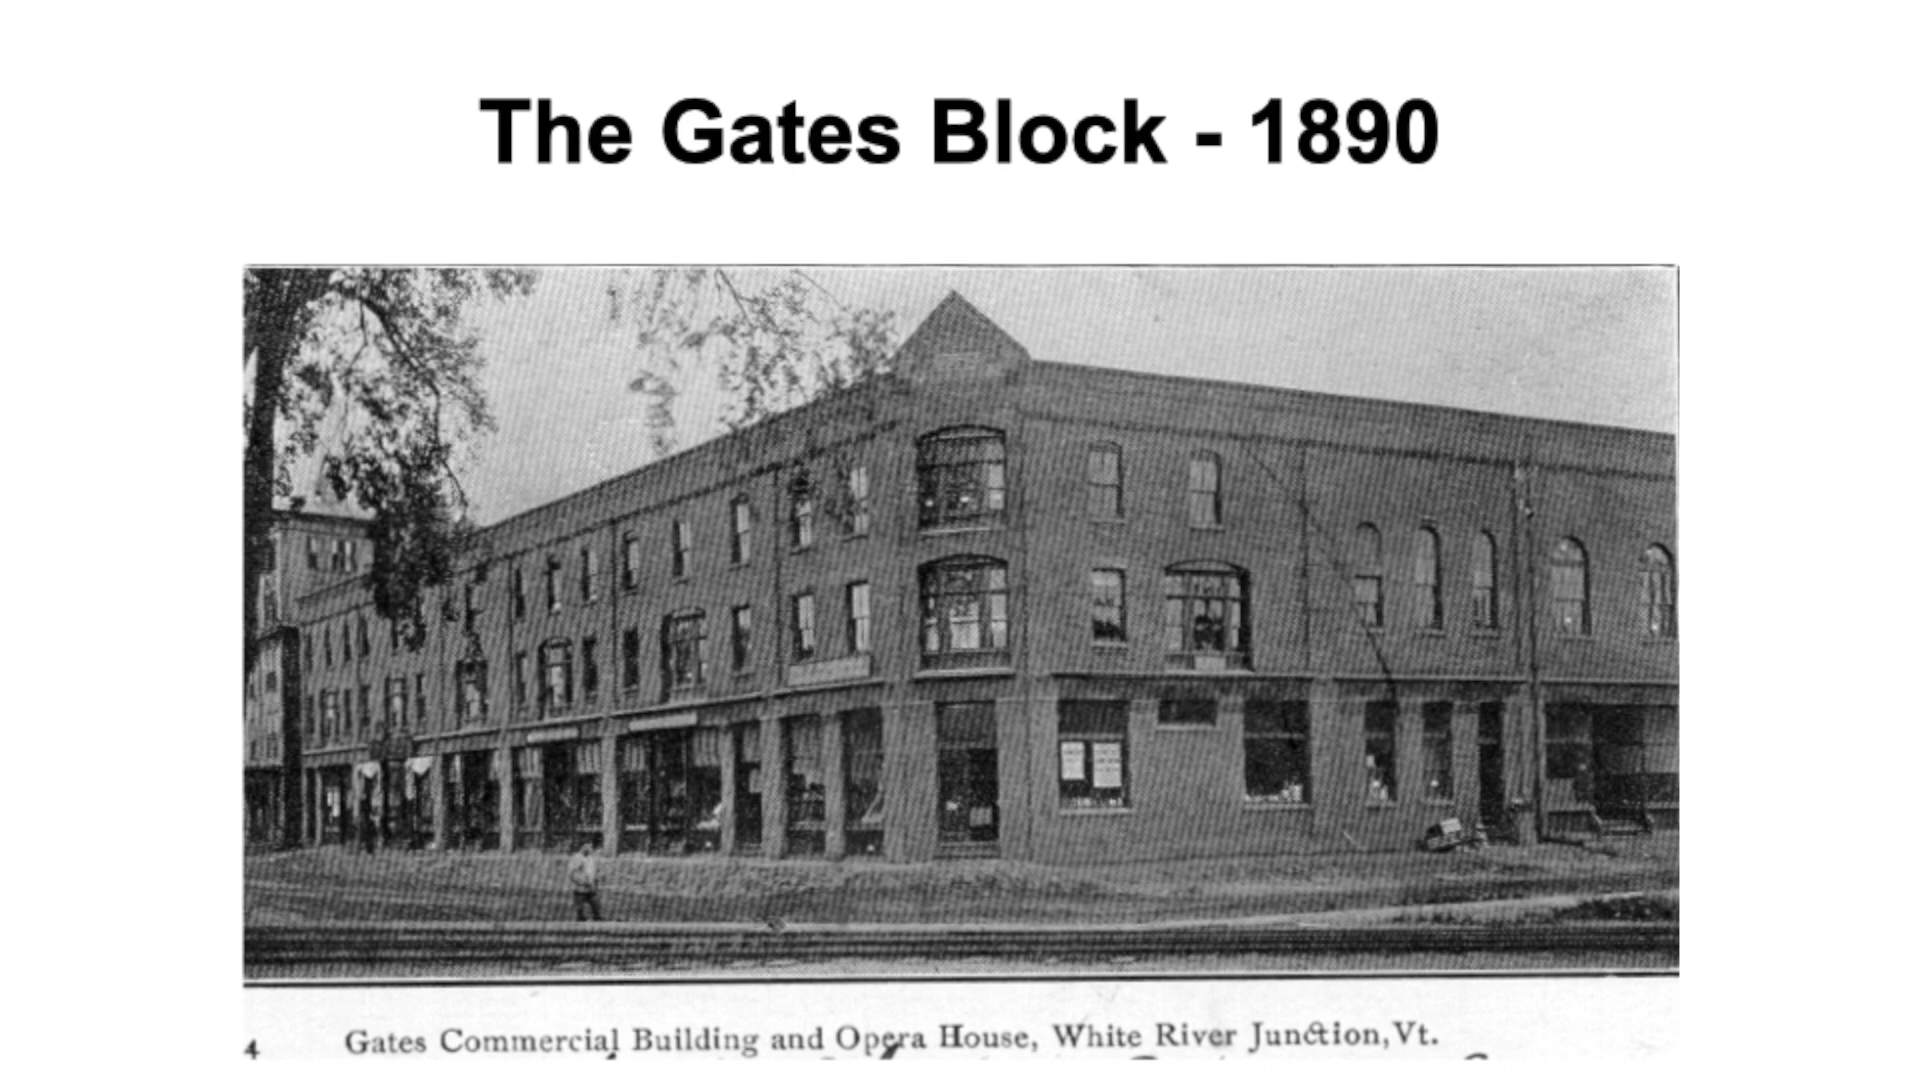 The Gates Block - 1890
4 Gates Commercial Building and Opera House, White River Junction, Vt.